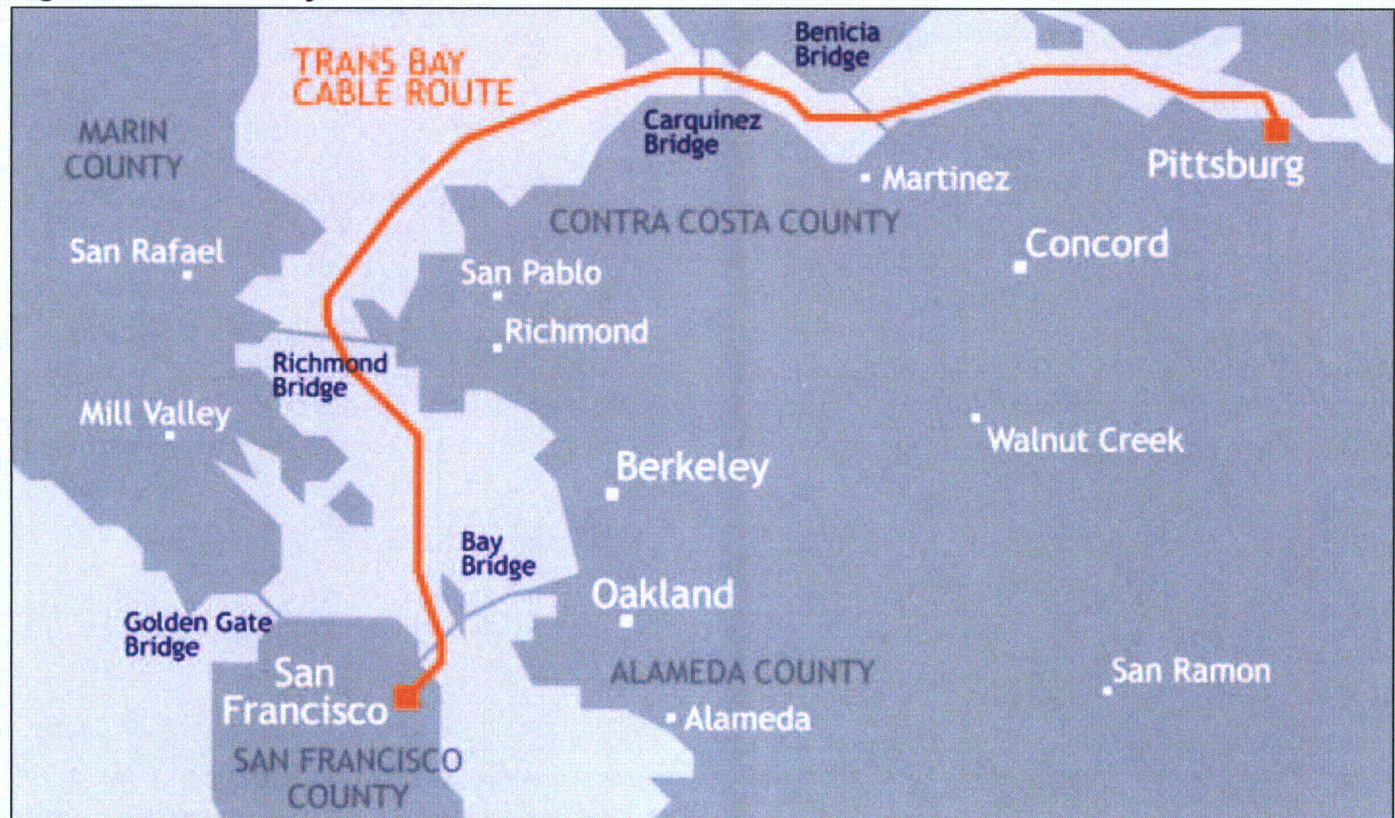 Benicia
Bridge
TRANS BAY
CABLE ROUTE
MARIN
COUNTY
Carquinez
Bridge
Pittsburg
Martinez
CONTRA COSTA COUNTY
San Rafael
Concord
San Pablo
Richmond
Richmond
Bridge
Mill Valley
Walnut Creek
Berkeley
Bay
Bridge
Oakland
Golden Gate
Bridge
San
Francisco
ALAMEDA COUNTY
San Ramon
Alameda
SAN FRANCISCO
COUNTY